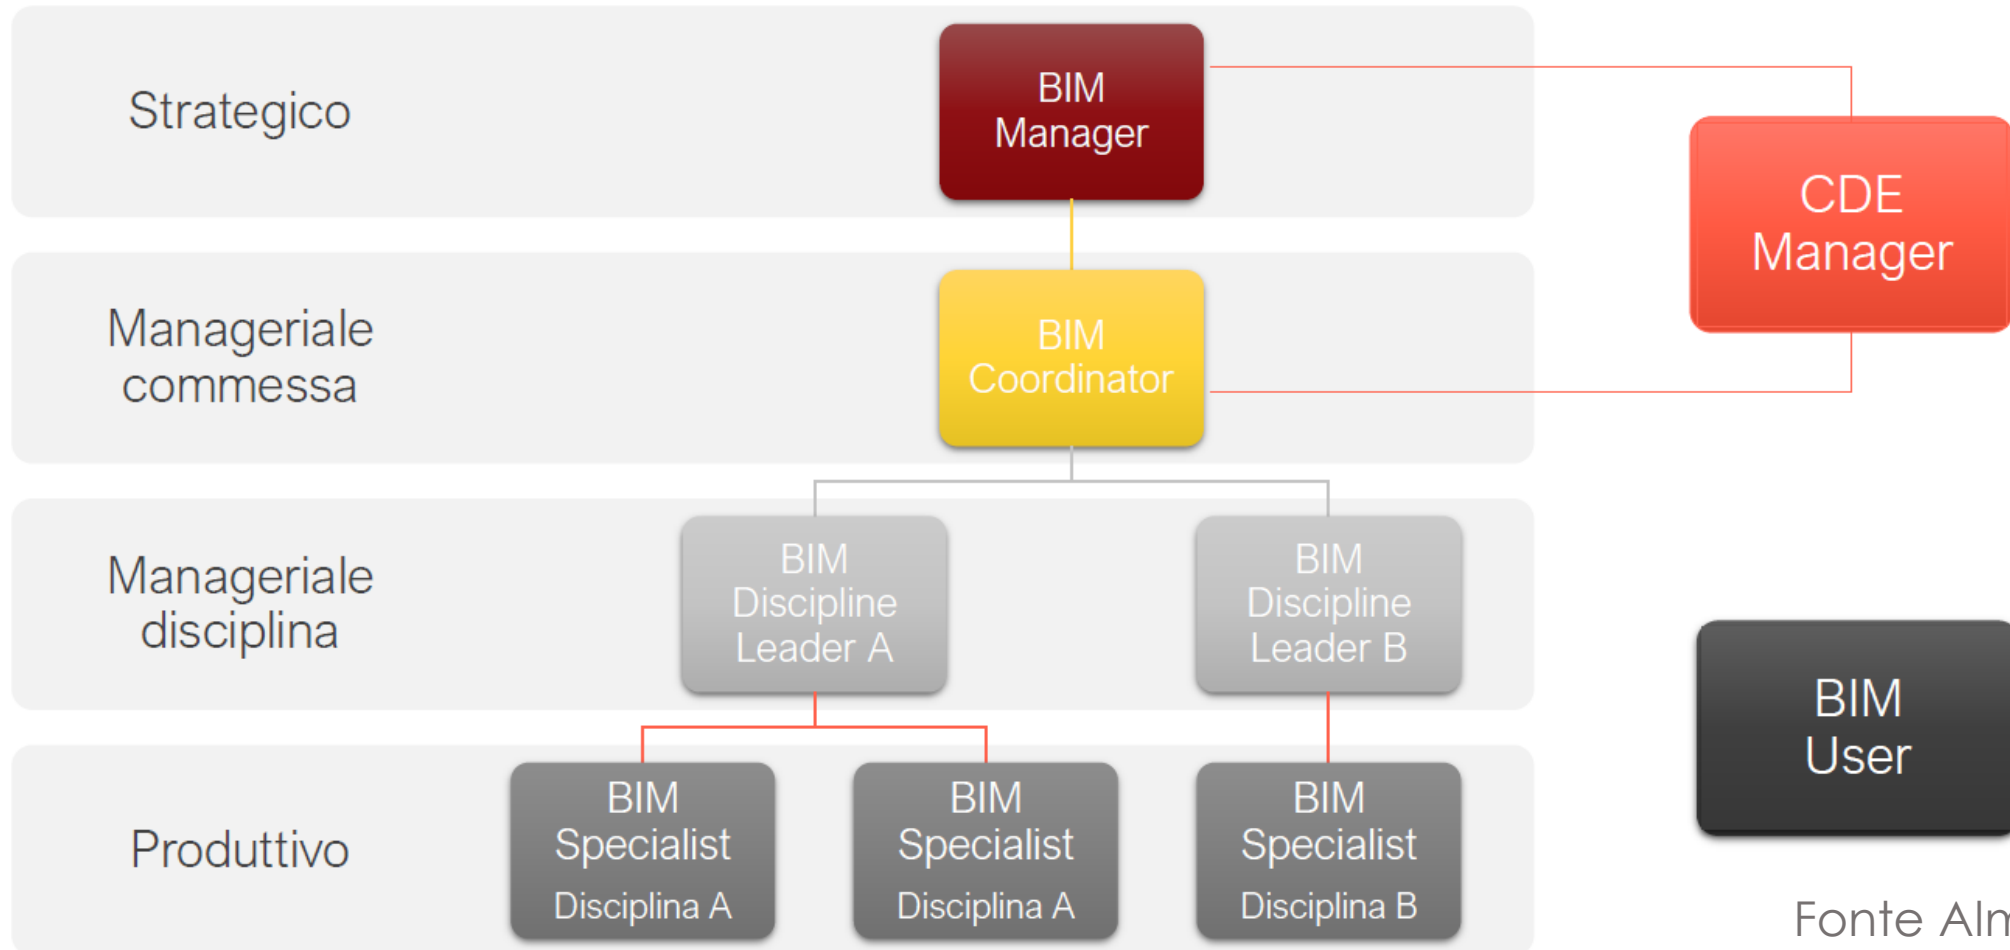 Strategico
BIM
Manager
CDE
Manager
Manageriale
commessa
BIM
Coordinator
Manageriale
disciplina
BIM
Discipline
Leader A
BIM
Discipline
Leader B
BIM
User
Produttivo
BIM
Specialist
Disciplina A
BIM
Specialist
Disciplina A
BIM
Specialist
Disciplina B
Fonte